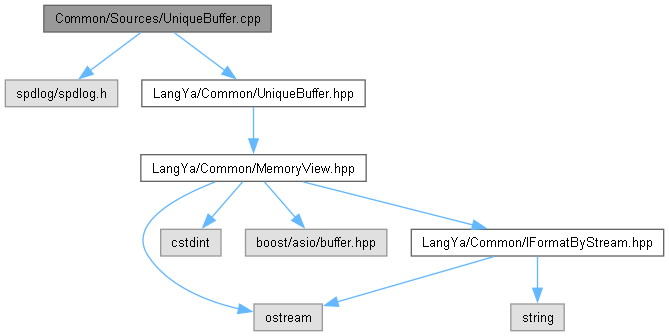 Common/Sources/UniqueBuffer.cpp
spdlog/spdlog.h
LangYa/Common/UniqueBuffer.hpp
LangYa/Common/MemoryView.hpp
cstdint
boost/asio/buffer.hpp
LangYa/Common/IFormatByStream.hpp
ostream
string